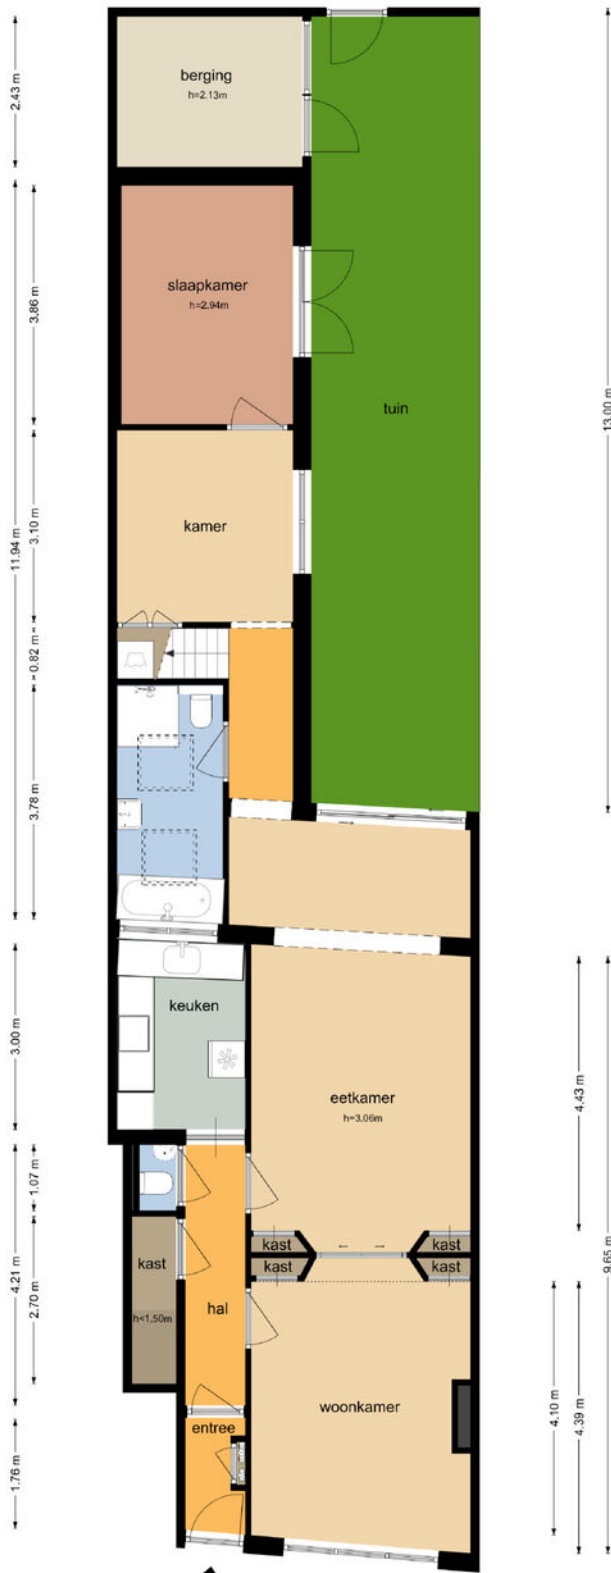 berging
h=2.13m
slaapkamer
h=2.94m
tuin
kamer
keuken
eetkamer
h=3.06m
kast
kast
kast
kast
kast
h<1.50m
hal
woonkamer
entree
2.43 m
11.94 m
3.86 m
3.10 m
0.82 m
3.78 m
3.00 m
4.21 m
1.07 m
2.70 m
1.76 m
13.00 m
9.65 m
4.43 m
4.10 m
4.39 m